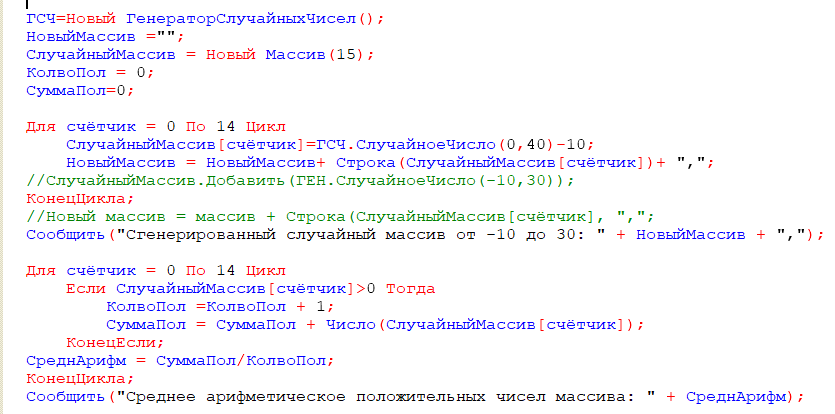 ГСЧ=Новый ГенераторСлучайныхЧисел();
НовыйМассив ="";
СлучайныйМассив = Новый Массив(15);
КолвоПол = 0;
СуммаПол=0;
Для счётчик = 0 По 14 Цикл
СлучайныйМассив[счётчик]=ГСЧ.СлучайноеЧисло(0,40)-10;
НовыйМассив = НовыйМассив+ Строка(СлучайныйМассив[счётчик])+ ",";
//СлучайныйМассив.Добавить(ГЕН.СлучайноеЧисло(-10,30));
КонецЦикла;
//Новый массив = массив + Строка(СлучайныйМассив[счётчик], ",";
Сообщить("Сгенерированный случайный массив от -10 до 30: " + НовыйМассив + ",");
Для счётчик = 0 По 14 Цикл
Если СлучайныйМассив[счётчик]>0 Тогда
КолвоПол =КолвоПол + 1;
СуммаПол = СуммаПол + Число(СлучайныйМассив[счётчик]);
КонецЕсли;
СреднАрифм = СуммаПол/КолвоПол;
КонецЦикла;
Сообщить("Среднее арифметическое положительных чисел массива: " + СреднАрифм);